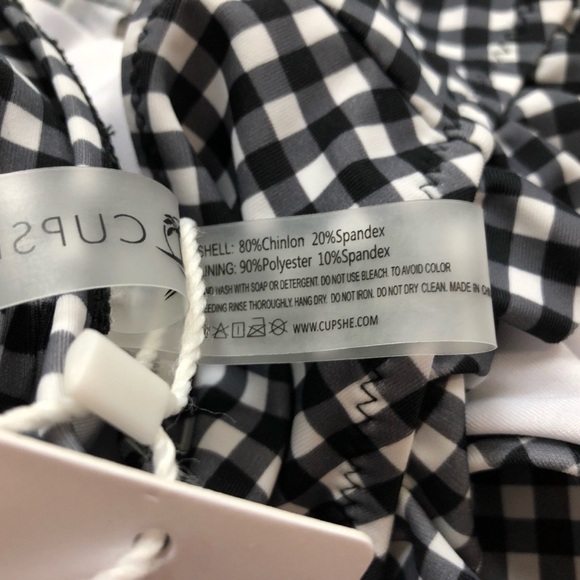 CUPS
SHELL: 80%Chinlon 20%Spandex
LINING: 90%Polyester 10%Spandex
HAND WASH WITH SOAP OR DETERGENT. DO NOT USE BLEACH. TO AVOID COLOR
BLEEDING RINSE THOROUGHLY. HANG DRY. DO NOT IRON. DO NOT DRY CLEAN. MADE IN
WWW.CUPSHE.COM